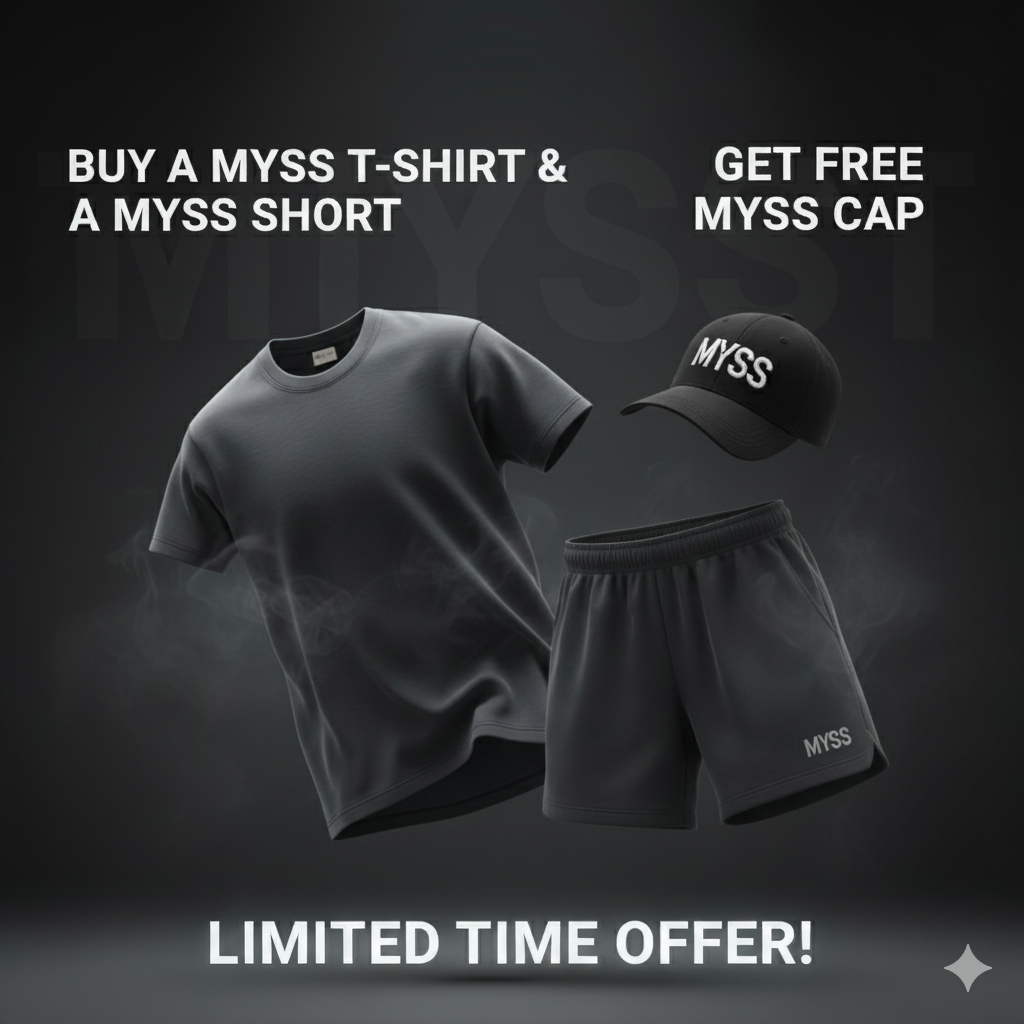 BUY A MYSS T-SHIRT &
A MYSS SHORT
GET FREE
MYSS CAP
MYSS
MYSS
LIMITED TIME OFFER!